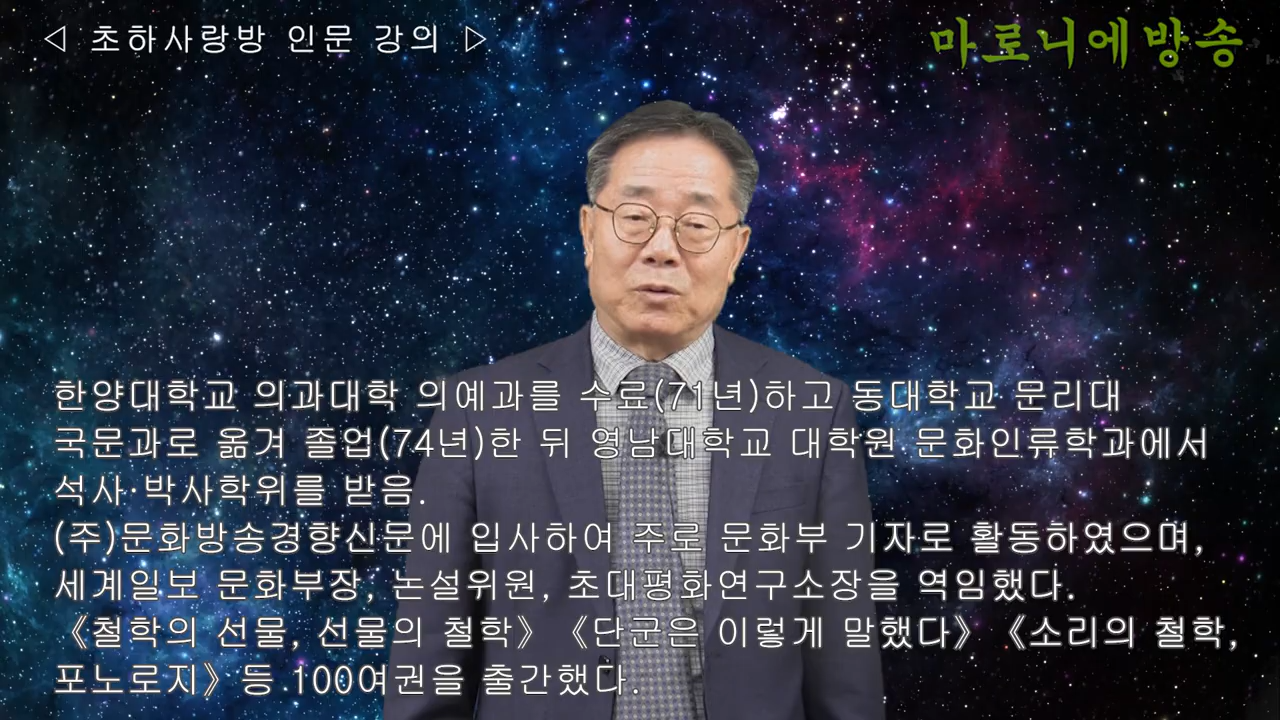 ◁ 초하사랑방 인문 강의 ▷
마로니에방송
한양대학교 의과대학 의예과를 수료(71년)하고 동대학교 문리대
국문과로 옮겨 졸업(74년)한 뒤 영남대학교 대학원 문화인류학과에서
석사·박사학위를 받음.
(주)문화방송경향신문에 입사하여 주로 문화부 기자로 활동하였으며,
세계일보 문화부장, 논설위원, 초대평화연구소장을 역임했다.
《철학의 선물, 선물의 철학》《단군은 이렇게 말했다》《소리의 철학,
포노로지》등 100여권을 출간했다.